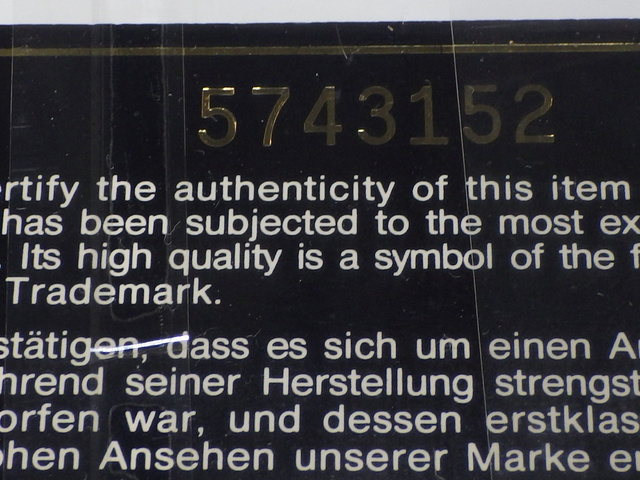 5743152
ertify the authenticity of this item
has been subjected to the most ex
. Its high quality is a symbol of the f
Trademark.
stätigen, dass es sich um einen A
hrend seiner Herstellung strengst
orfen war, und dessen erstklas
ohen Ansehen unserer Marke e